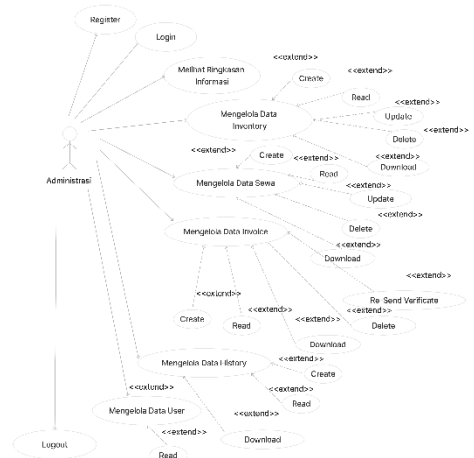 Register
Login
<<extend>>
Melihat Ringkasan
Informasi
Create
<<extend>>
Read
<<extend>>
Mengelola Data
Inventory
Update
<<extend>>
Delete
<<extend>>
Create
<<extend>>
<<extend>>
Download
Administrasi
Read
<<extend>>
Mengelola Data Sewa
Update
<<extend>>
Mengelola Data Invoice
Delete
<<extend>>
Download
<<extend>>
<<extend>>
Re Send Verificate
<<extend>>
<<extend>>
Create
Read
Delete
<<extend>>
Download
Mengelola Data History
<<extend>>
Create
<<extend>>
<<extend>>
Read
Mengelola Data User
<<extend>>
<<extend>>
Logout
Download
Read